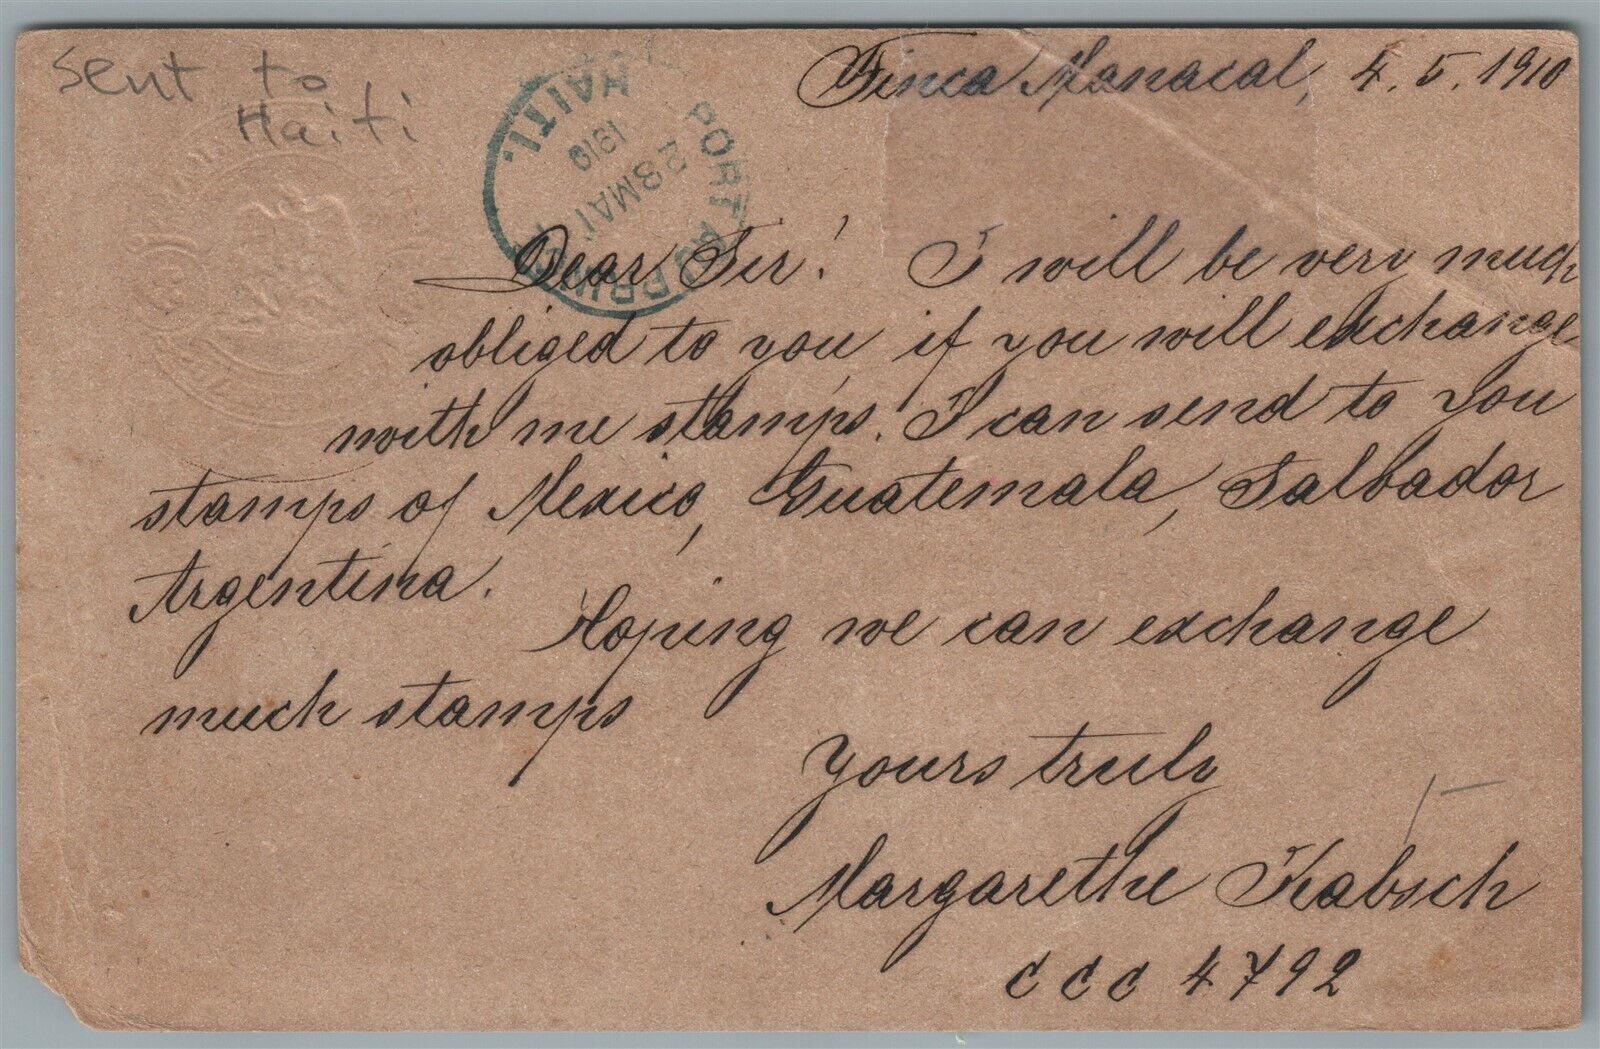 sent to
Haiti
PORT AU PRINCE
HAITI.
28 MAI
1910
Finca Manacal, 4. 5. 1910
Dear Sir! I will be very much
obliged to you, if you will exchange
with me stamps. I can send to you
stamps of Mexico, Guatemala, Salbador
Argentina.
Hoping we can exchange
much stamps
Yours truly
Margarethe Kabsch
CCC 4792